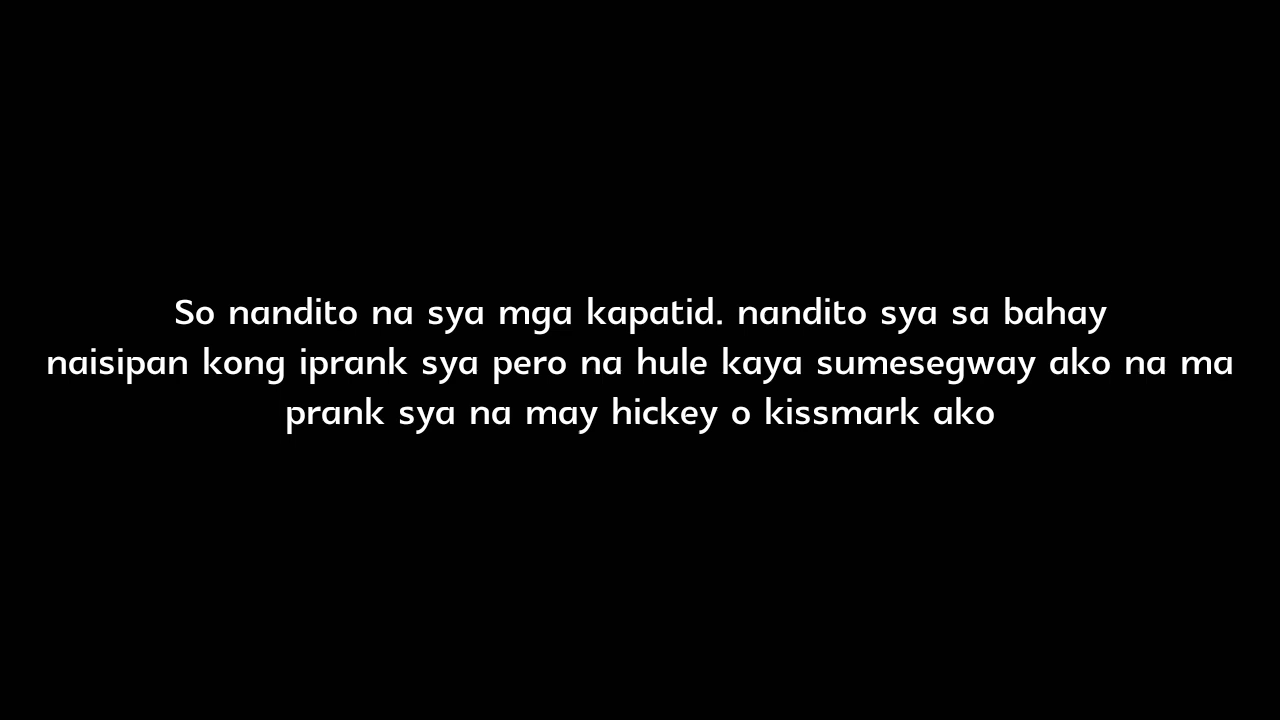 So nandito na sya mga kapatid. nandito sya sa bahay
naisipan kong iprank sya pero na hule kaya sumesegway ako na ma
prank sya na may hickey o kissmark ako